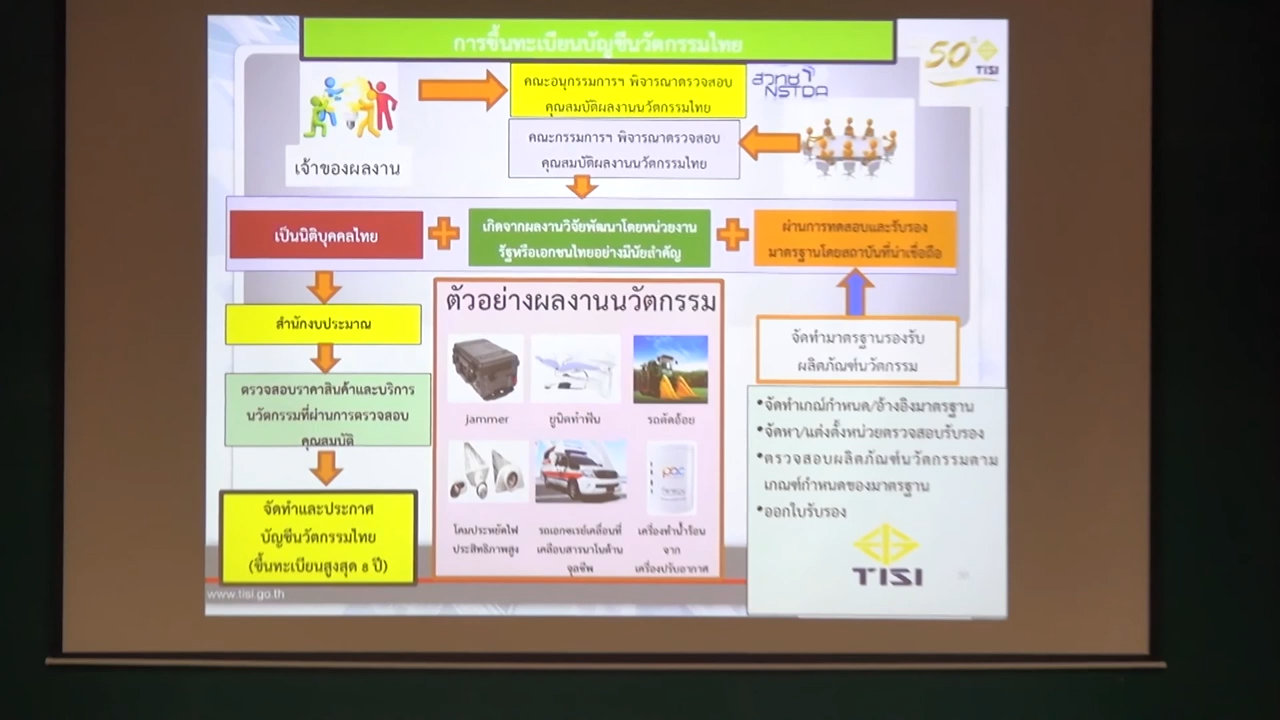 การขึ้นทะเบียนบัญชีนวัตกรรมไทย
50
TISI
คณะอนุกรรมการฯ พิจารณาตรวจสอบ
คุณสมบัติผลงานนวัตกรรมไทย
สวทช
NSTDA
คณะกรรมการฯ พิจารณาตรวจสอบ
คุณสมบัติผลงานนวัตกรรมไทย
เจ้าของผลงาน
เป็นนิติบุคคลไทย
เกิดจากผลงานวิจัยพัฒนาโดยหน่วยงาน
รัฐหรือเอกชนไทยอย่างมีนัยสำคัญ
ผ่านการทดสอบและรับรอง
มาตรฐานโดยสถาบันที่น่าเชื่อถือ
สำนักงบประมาณ
ตรวจสอบราคาสินค้าและบริการ
นวัตกรรมที่ผ่านการตรวจสอบ
คุณสมบัติ
จัดทำและประกาศ
บัญชีนวัตกรรมไทย
(ขึ้นทะเบียนสูงสุด 8 ปี)
ตัวอย่างผลงานนวัตกรรม
jammer
ยูนิตทำฟัน
รถตัดอ้อย
โคมประหยัดไฟ
ประสิทธิภาพสูง
รถเอกซเรย์เคลื่อนที่
เคลือบสารนาโนต้าน
จุลชีพ
เครื่องทำน้ำร้อน
จาก
เครื่องปรับอากาศ
จัดทำมาตรฐานรองรับ
ผลิตภัณฑ์นวัตกรรม
•จัดทำเกณ์กำหนด/อ้างอิงมาตรฐาน
•จัดหา/แต่งตั้งหน่วยตรวจสอบรับรอง
•ตรวจสอบผลิตภัณฑ์นวัตกรรมตาม
เกณฑ์กำหนดของมาตรฐาน
•ออกใบรับรอง
TISI
www.tisi.go.th